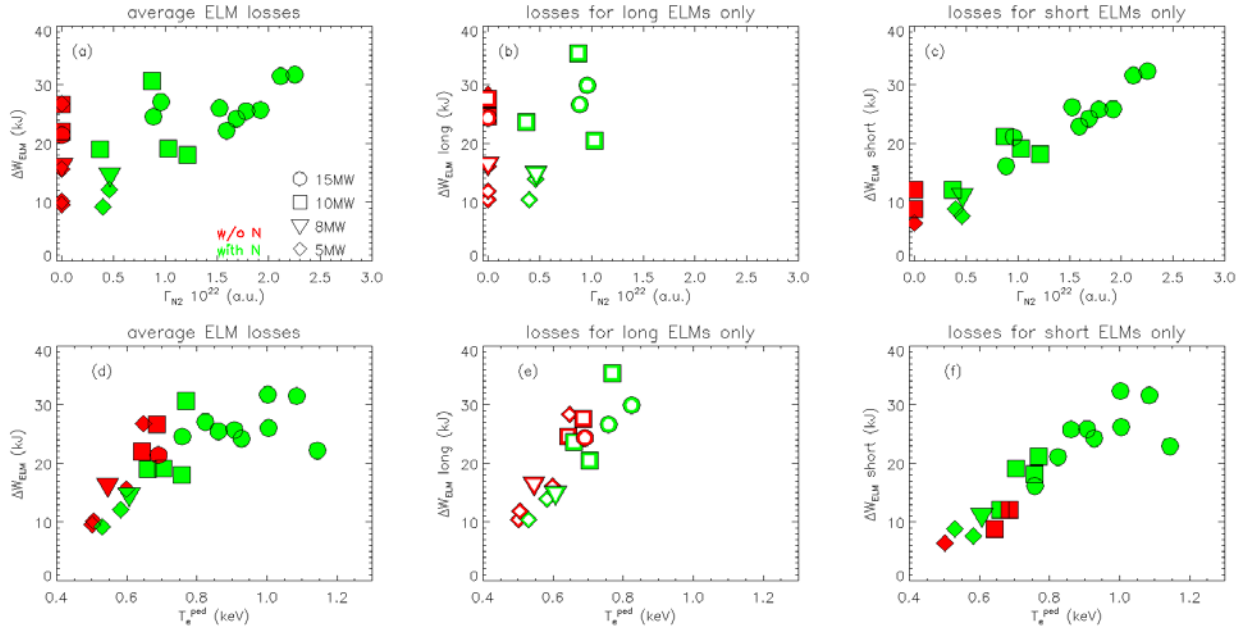 average ELM losses
losses for long ELMs only
losses for short ELMs only
40
30
20
10
0
ΔW_ELM (kJ)
(a)
○ 15MW
□ 10MW
▽ 8MW
◇ 5MW
w/o N
with N
0.0 0.5 1.0 1.5 2.0 2.5 3.0
Γ_N2 10^22 (a.u.)
40
30
20
10
0
ΔW_ELM long (kJ)
(b)
0.0 0.5 1.0 1.5 2.0 2.5 3.0
Γ_N2 10^22 (a.u.)
40
30
20
10
0
ΔW_ELM short (kJ)
(c)
0.0 0.5 1.0 1.5 2.0 2.5 3.0
Γ_N2 10^22 (a.u.)
average ELM losses
losses for long ELMs only
losses for short ELMs only
40
30
20
10
0
ΔW_ELM (kJ)
(d)
0.4 0.6 0.8 1.0 1.2
T_e^ped (keV)
40
30
20
10
0
ΔW_ELM long (kJ)
(e)
0.4 0.6 0.8 1.0 1.2
T_e^ped (keV)
40
30
20
10
0
ΔW_ELM short (kJ)
(f)
0.4 0.6 0.8 1.0 1.2
T_e^ped (keV)